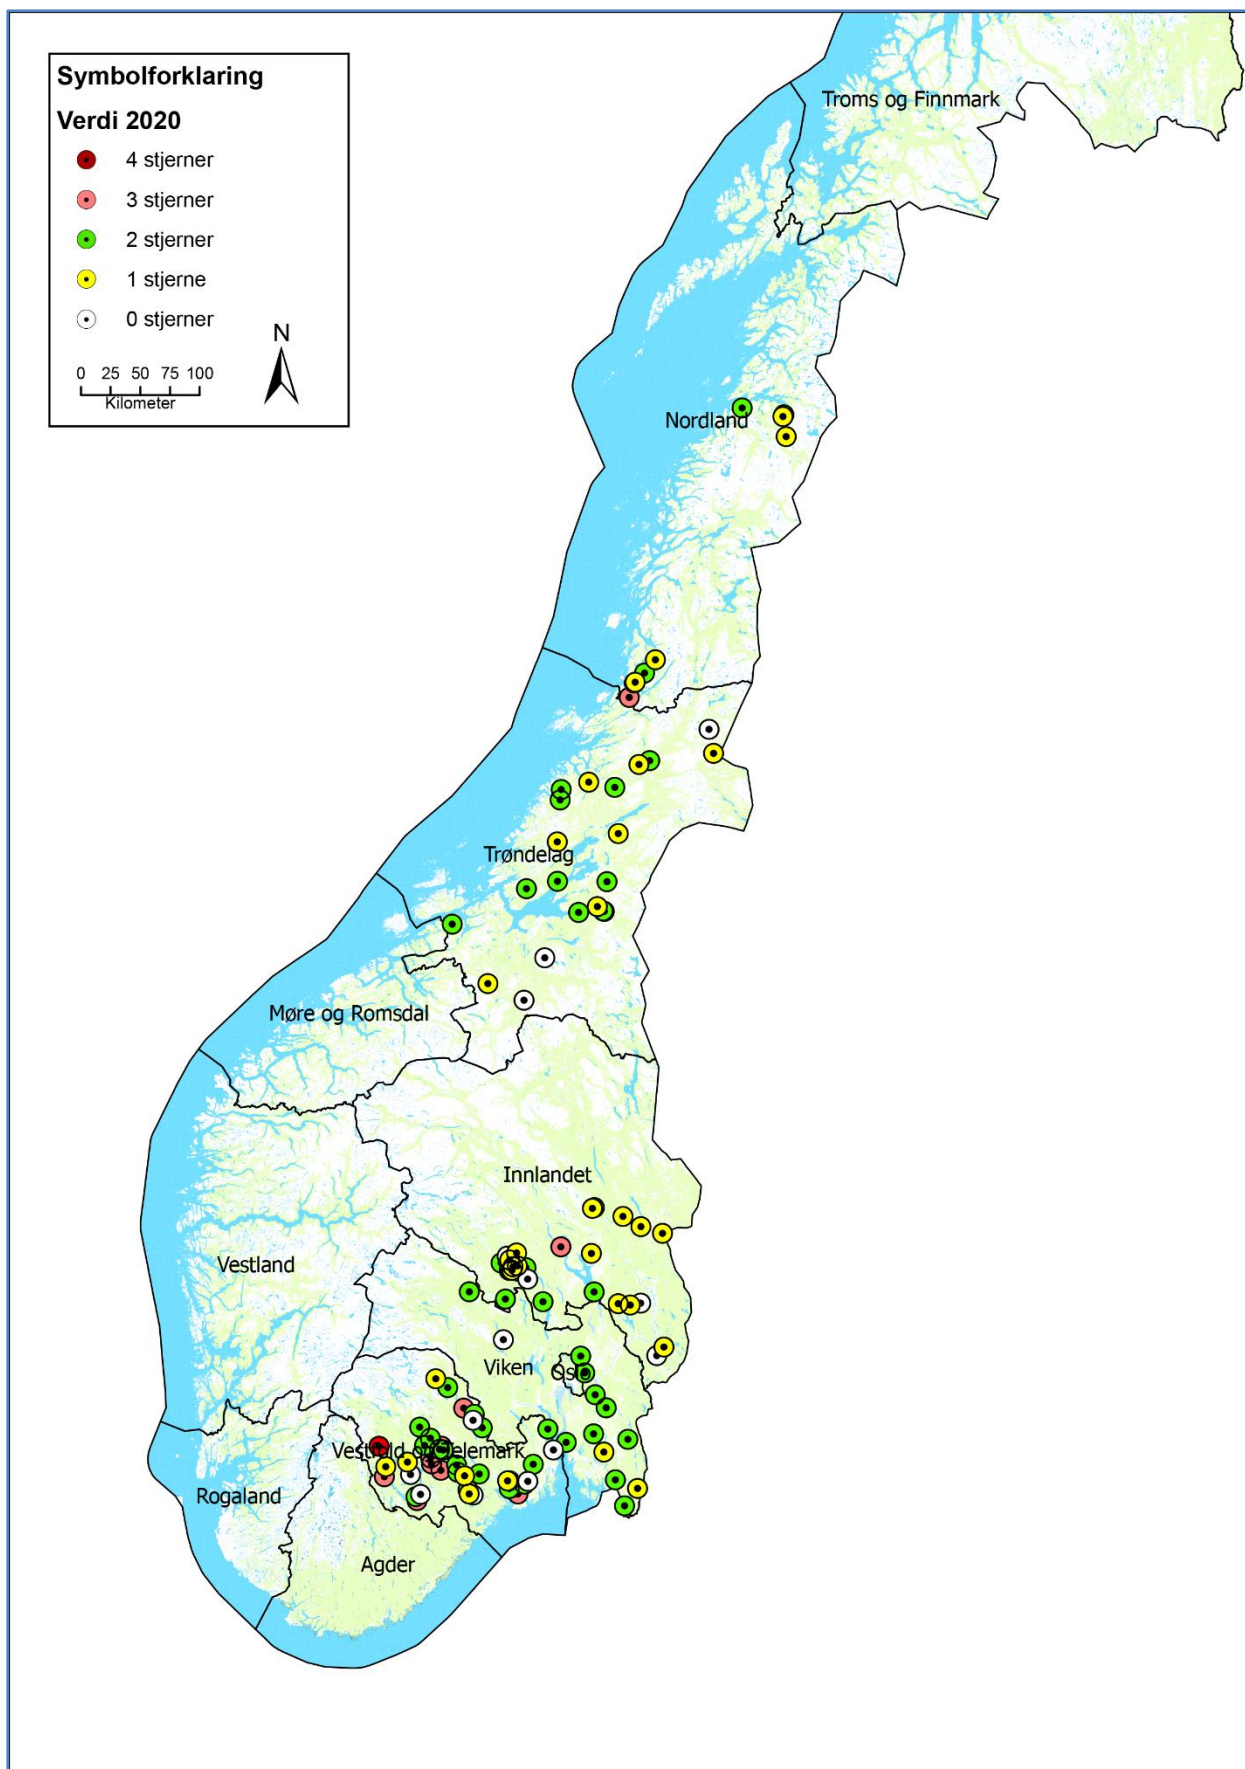 Symbolforklaring
Verdi 2020
4 stjerner
3 stjerner
2 stjerner
1 stjerne
0 stjerner
N
0 25 50 75 100
Kilometer
Troms og Finnmark
Nordland
Trøndelag
Møre og Romsdal
Innlandet
Vestland
Viken
Oslo
Vestfold og Telemark
Rogaland
Agder